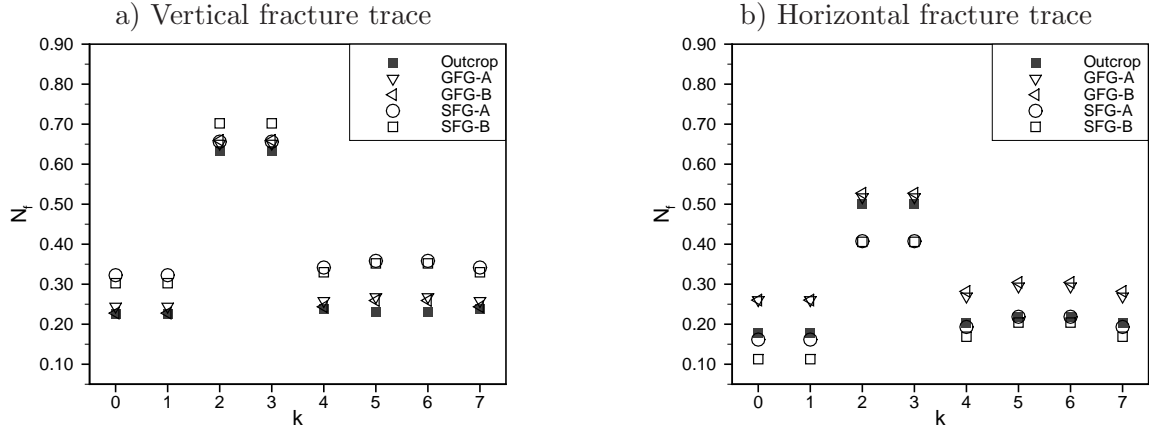 a) Vertical fracture trace
0.90
0.80
0.70
0.60
0.50
0.40
0.30
0.20
0.10
N_f
0 1 2 3 4 5 6 7
k
Outcrop
GFG-A
GFG-B
SFG-A
SFG-B
b) Horizontal fracture trace
0.90
0.80
0.70
0.60
0.50
0.40
0.30
0.20
0.10
N_f
0 1 2 3 4 5 6 7
k
Outcrop
GFG-A
GFG-B
SFG-A
SFG-B